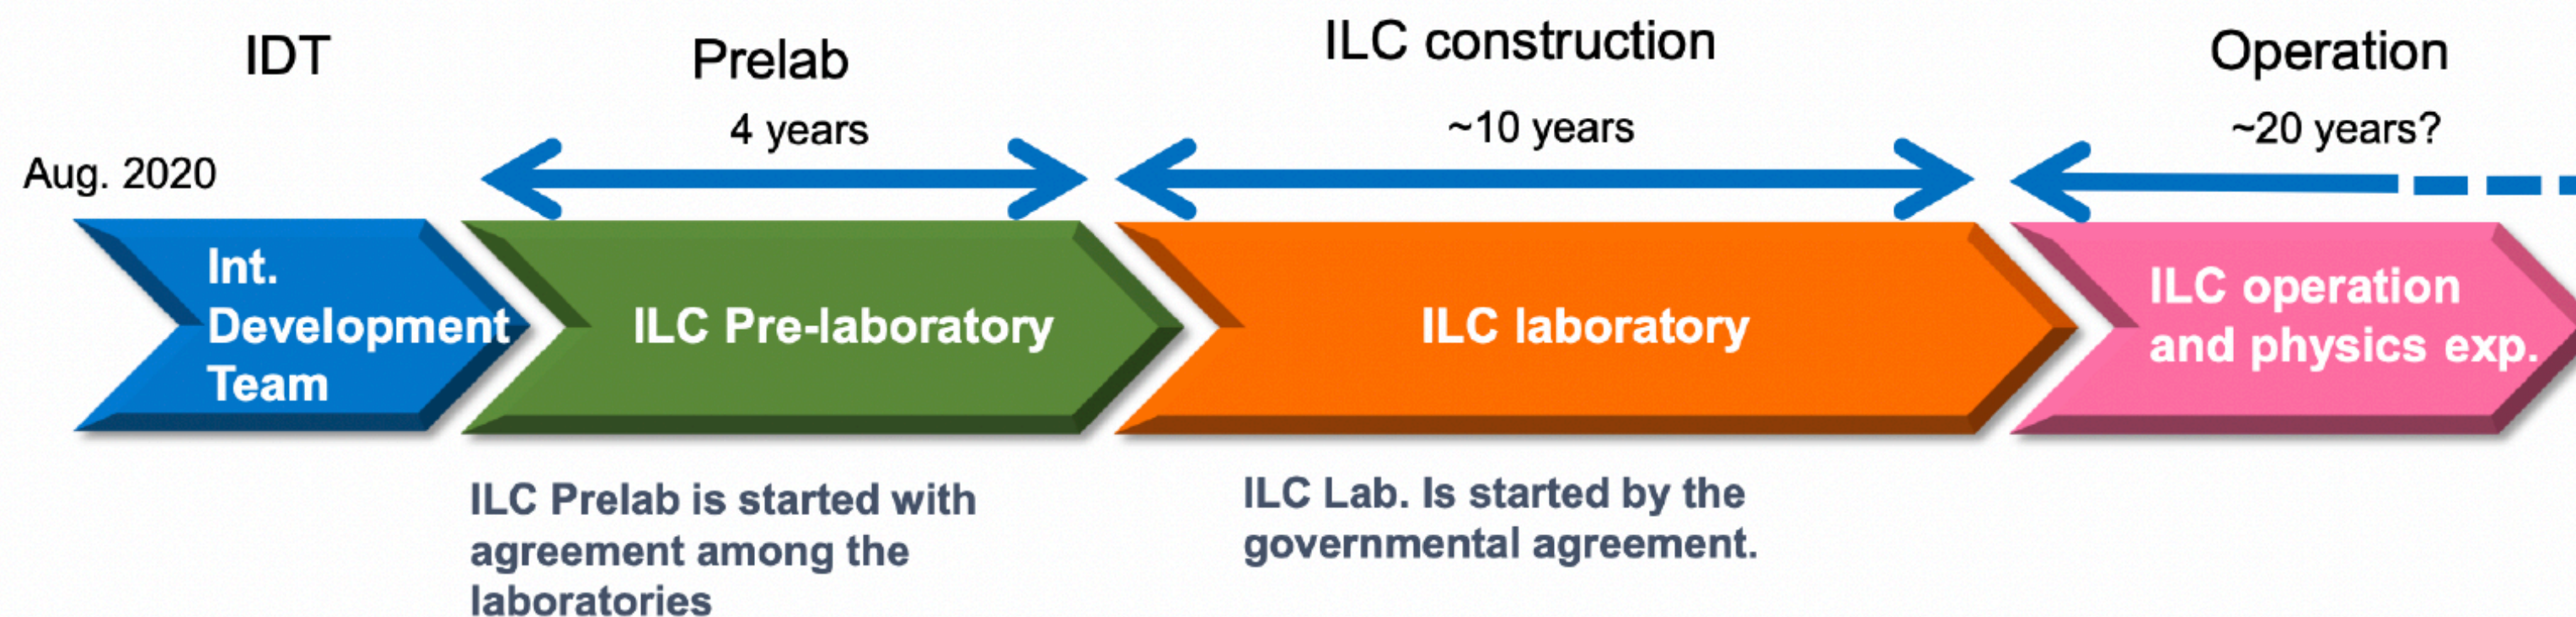 IDT
Prelab
ILC construction
Operation
4 years
~10 years
~20 years?
Aug. 2020
Int.
Development
Team
ILC Pre-laboratory
ILC laboratory
ILC operation
and physics exp.
ILC Prelab is started with
agreement among the
laboratories
ILC Lab. Is started by the
governmental agreement.